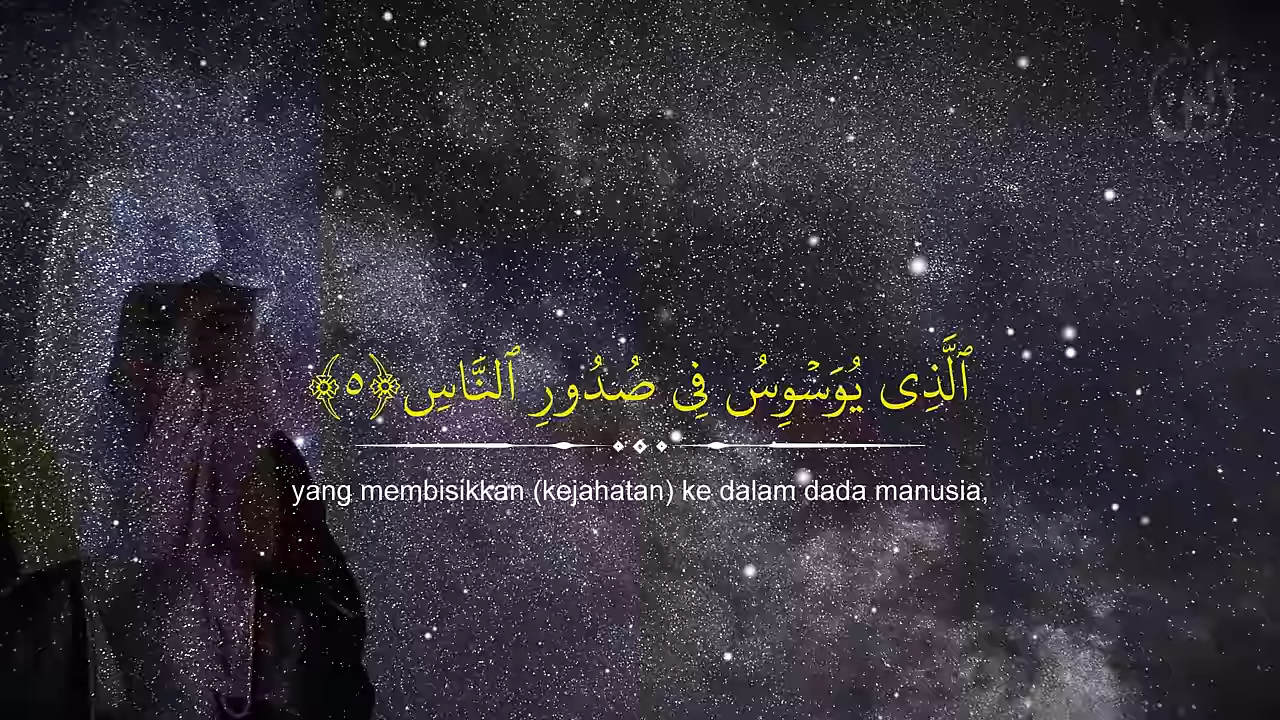 ٱلَّذِى يُوَسْوِسُ فِى صُدُورِ ٱلنَّاسِ ﴿٥﴾
yang membisikkan (kejahatan) ke dalam dada manusia,